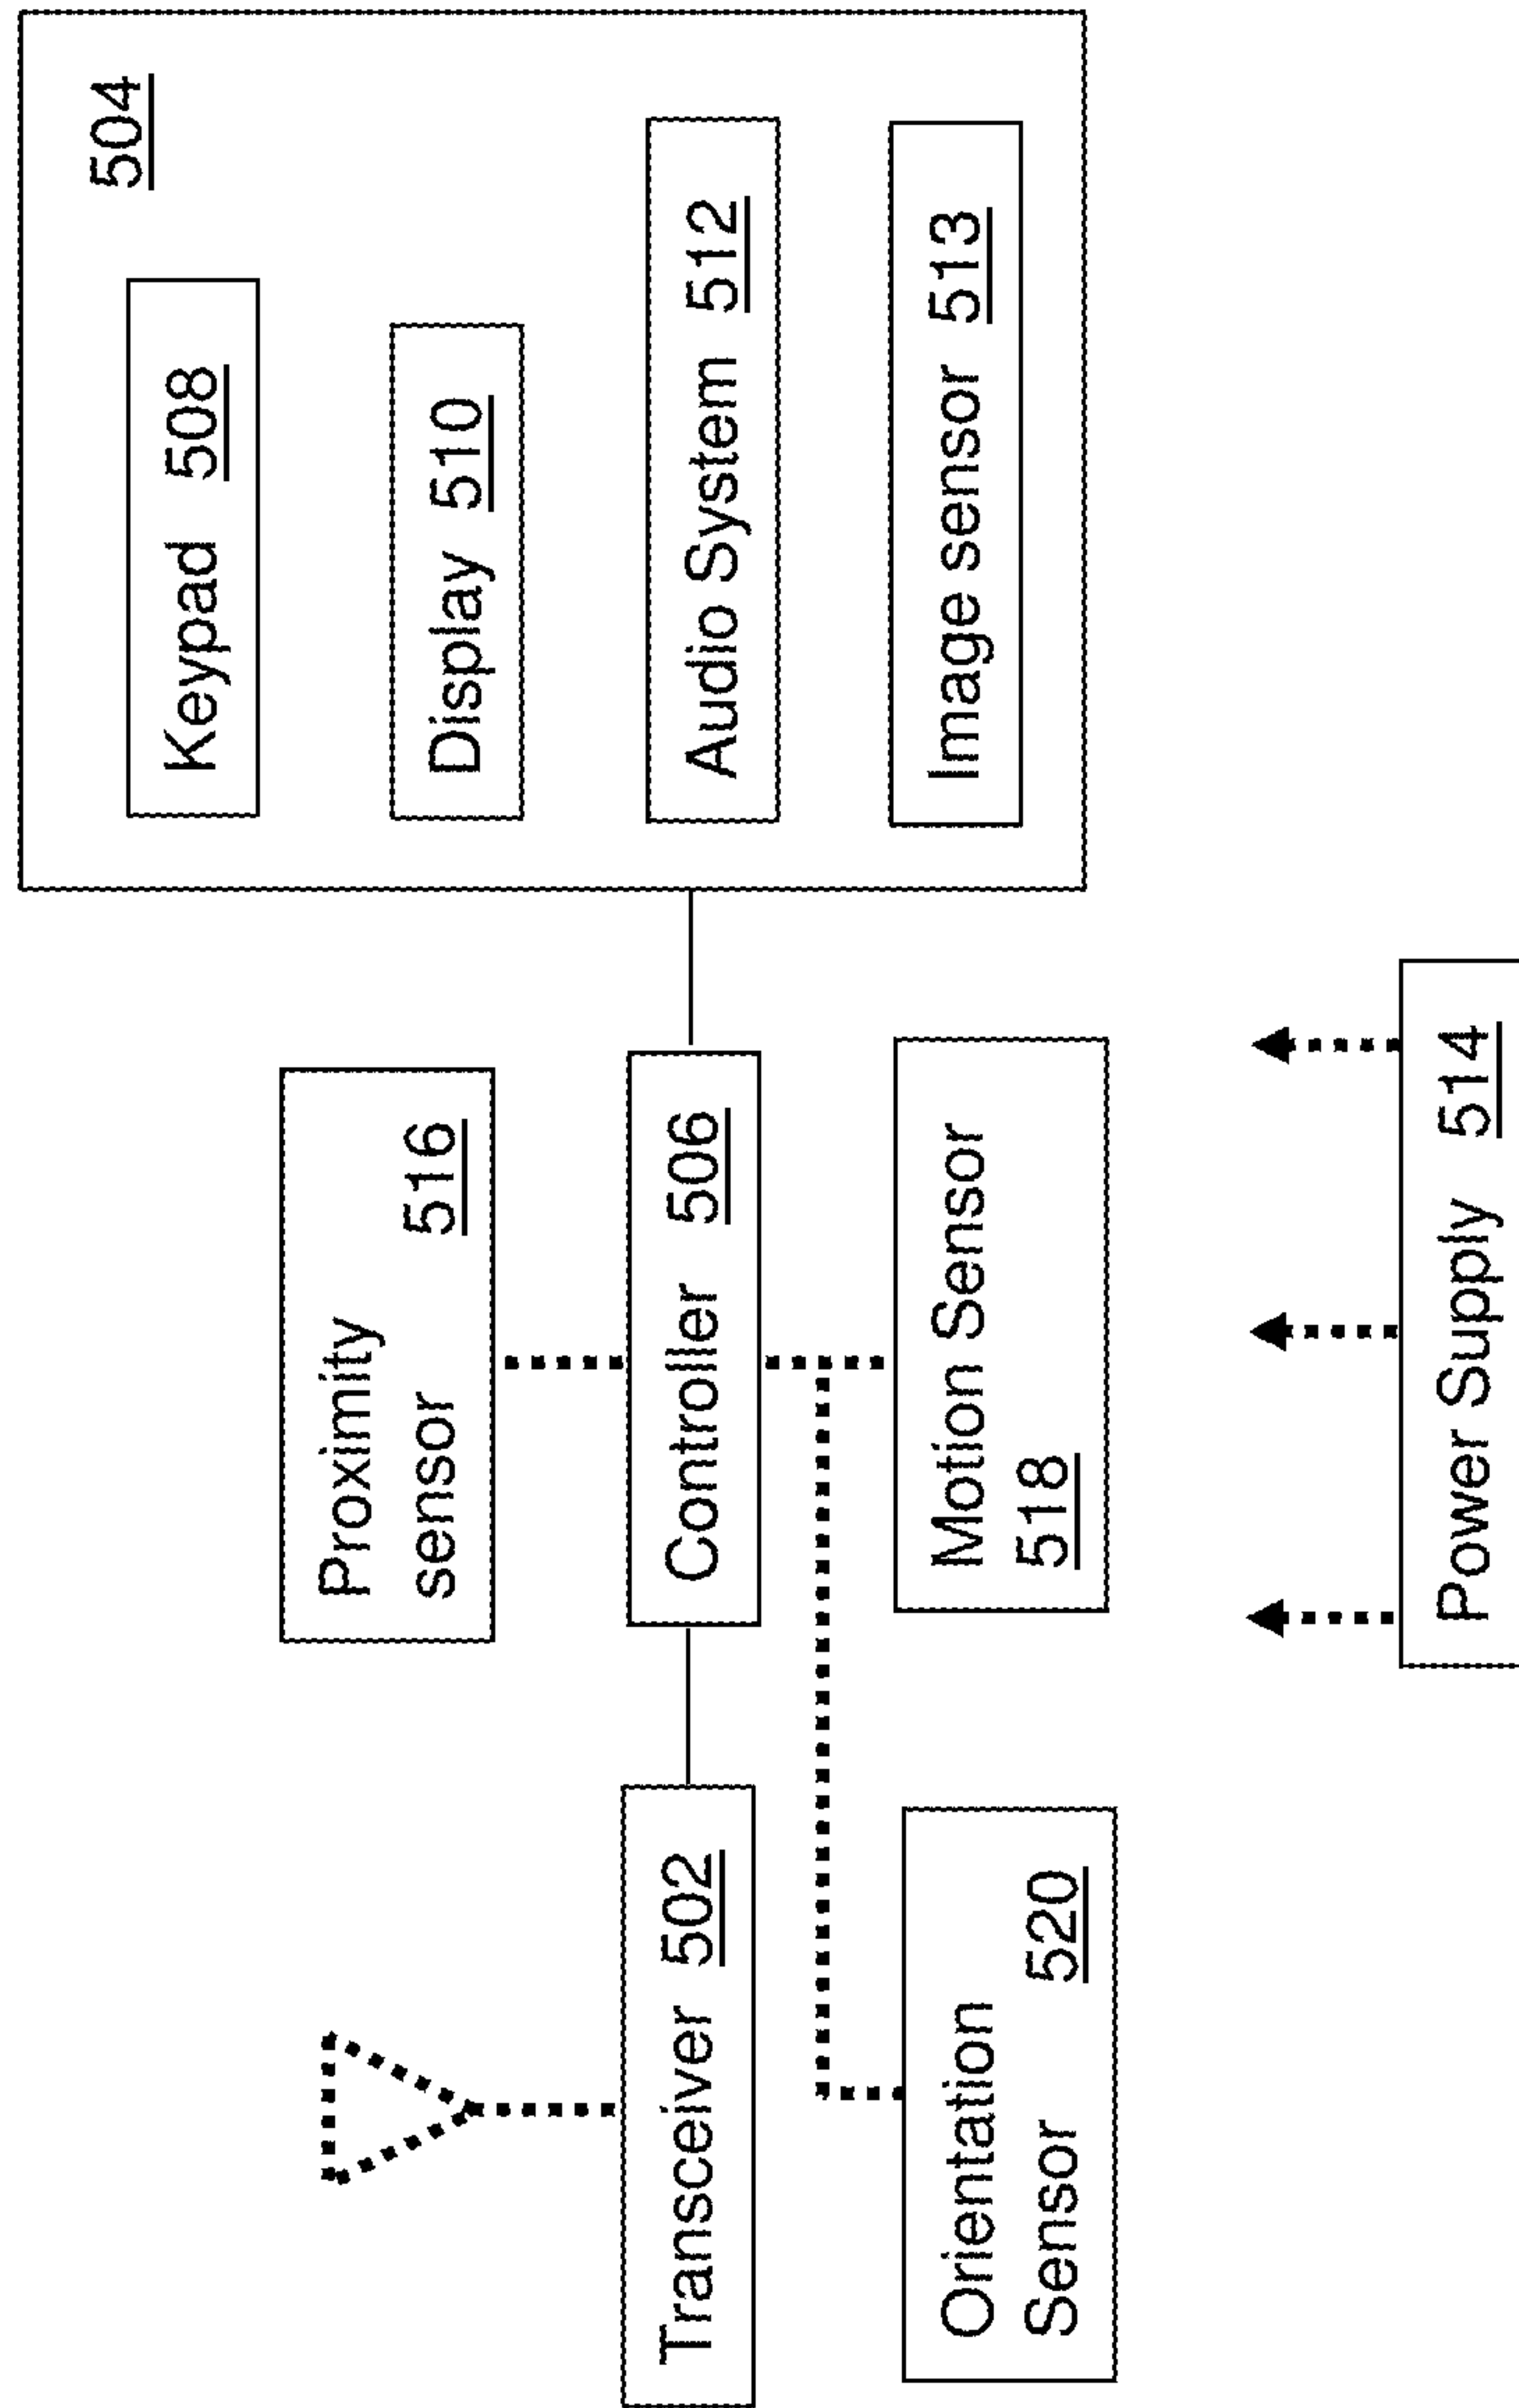 504
Keypad 508
Display 510
Audio System 512
Image sensor 513
Proximity
sensor 516
Controller 506
Motion Sensor
518
Transceiver 502
Orientation
Sensor 520
Power Supply 514